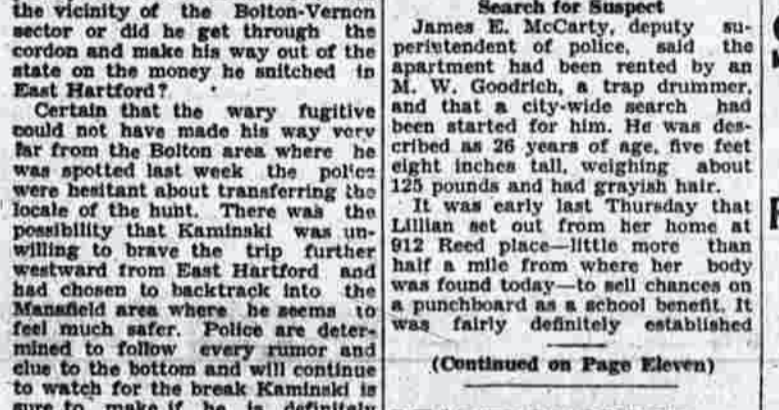 the vicinity of the Bolton-Vernon
sector or did he get through the
cordon and make his way out of the
state on the money he snitched in
East Hartford?
Certain that the wary fugitive
could not have made his way very
far from the Bolton area where he
was spotted last week the police
were hesitant about transferring the
locale of the hunt. There was the
possibility that Kaminski was un-
willing to brave the trip further
westward from East Hartford and
had chosen to backtrack into the
Mansfield area where he seems to
feel much safer. Police are deter-
mined to follow every rumor and
clue to the bottom and will continue
to watch for the break Kaminski is
sure to make if he is definitely
Search for Suspect
James E. McCarty, deputy su-
perintendent of police, said the
apartment had been rented by an
M. W. Goodrich, a trap drummer,
and that a city-wide search had
been started for him. He was des-
cribed as 26 years of age, five feet
eight inches tall, weighing about
125 pounds and had grayish hair.
It was early last Thursday that
Lillian set out from her home at
912 Reed place—little more than
half a mile from where her body
was found today—to sell chances on
a punchboard as a school benefit. It
was fairly definitely established
(Continued on Page Eleven)